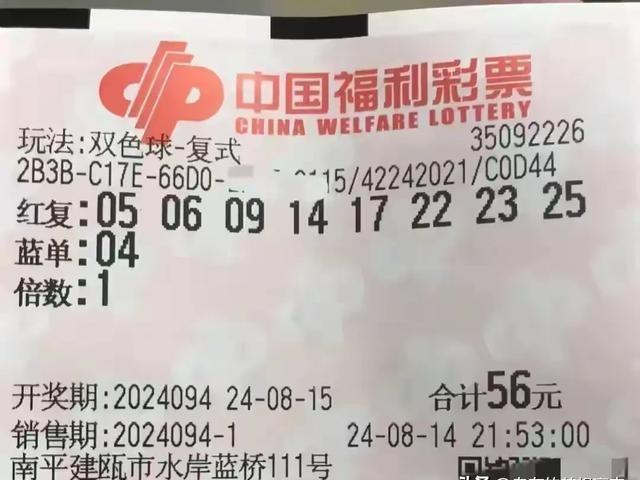 中国福利彩票
CHINA WELFARE LOTTERY
玩法:双色球-复式 35092226
2B3B-C17E-66D0- 115/42242021/C0D44
红复:05 06 09 14 17 22 23 25
蓝单:04
倍数:1
开奖期:2024094 24-08-15 合计56元
销售期:2024094-1 24-08-14 21:53:00
南平建瓯市水岸蓝桥111号